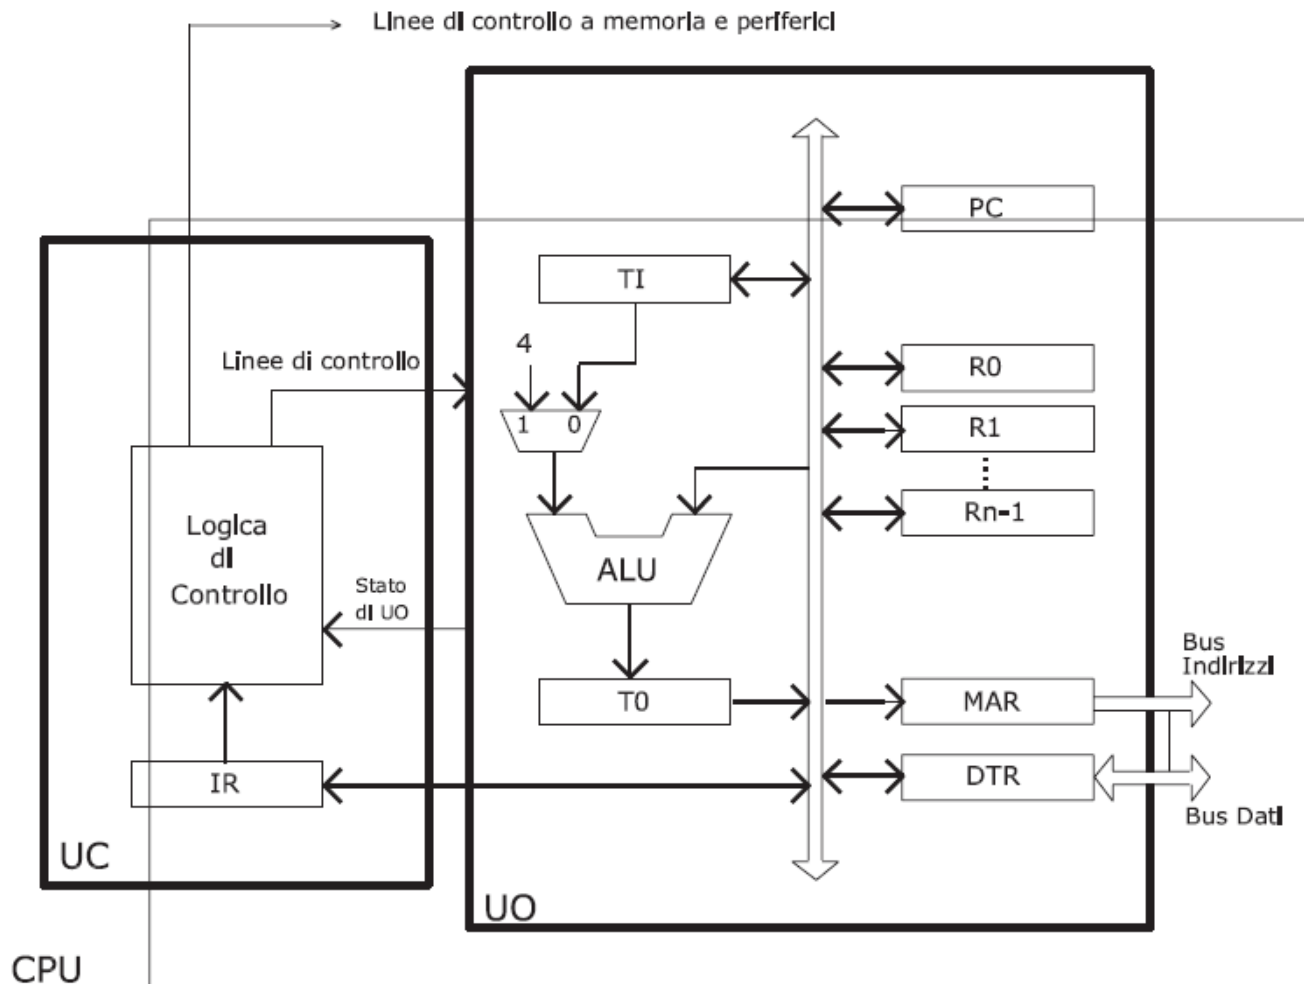 Linee di controllo a memoria e periferici
PC
TI
4
Linee di controllo
R0
1 0
R1
Rn-1
Logica
di
Controllo
ALU
Stato
di UO
Bus
Indirizzi
T0
MAR
IR
DTR
Bus Dati
UC
UO
CPU